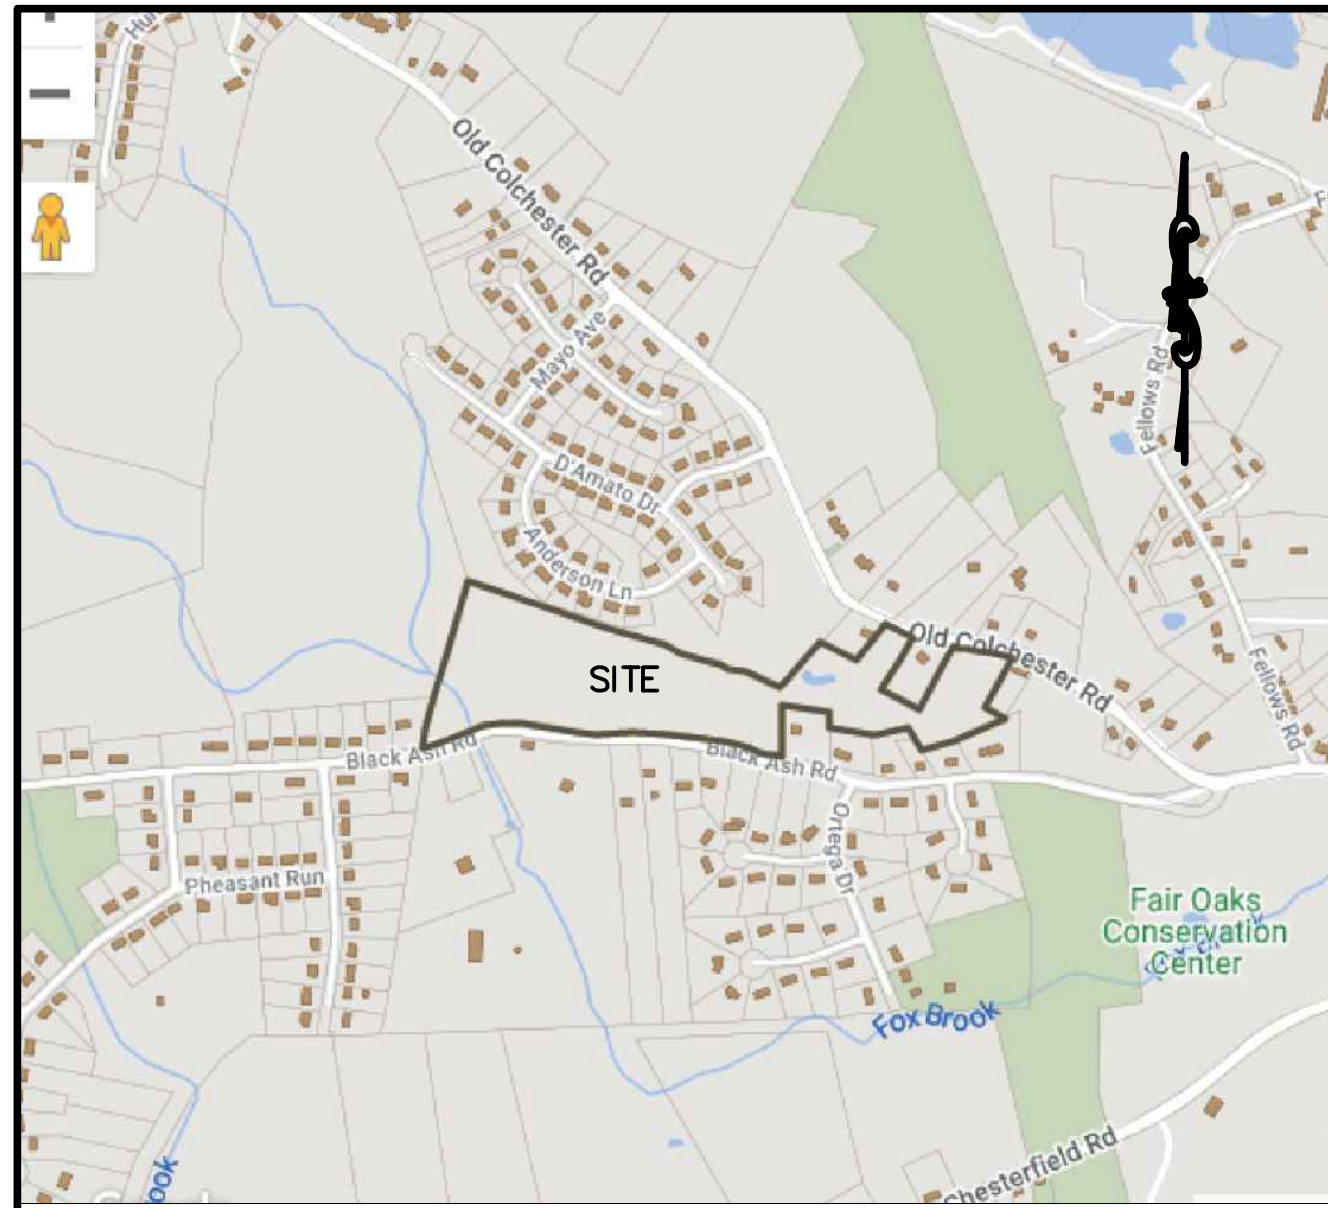 Old Colchester Rd
Mayo Ave
Fellows Rd
D'Amato Dr
Anderson Ln
Old Colchester Rd
SITE
Fellows Rd
Black Ash Rd
Black Ash Rd
Ortega Dr
Pheasant Run
Fair Oaks
Conservation
Center
Fox Brook
Chesterfield Rd